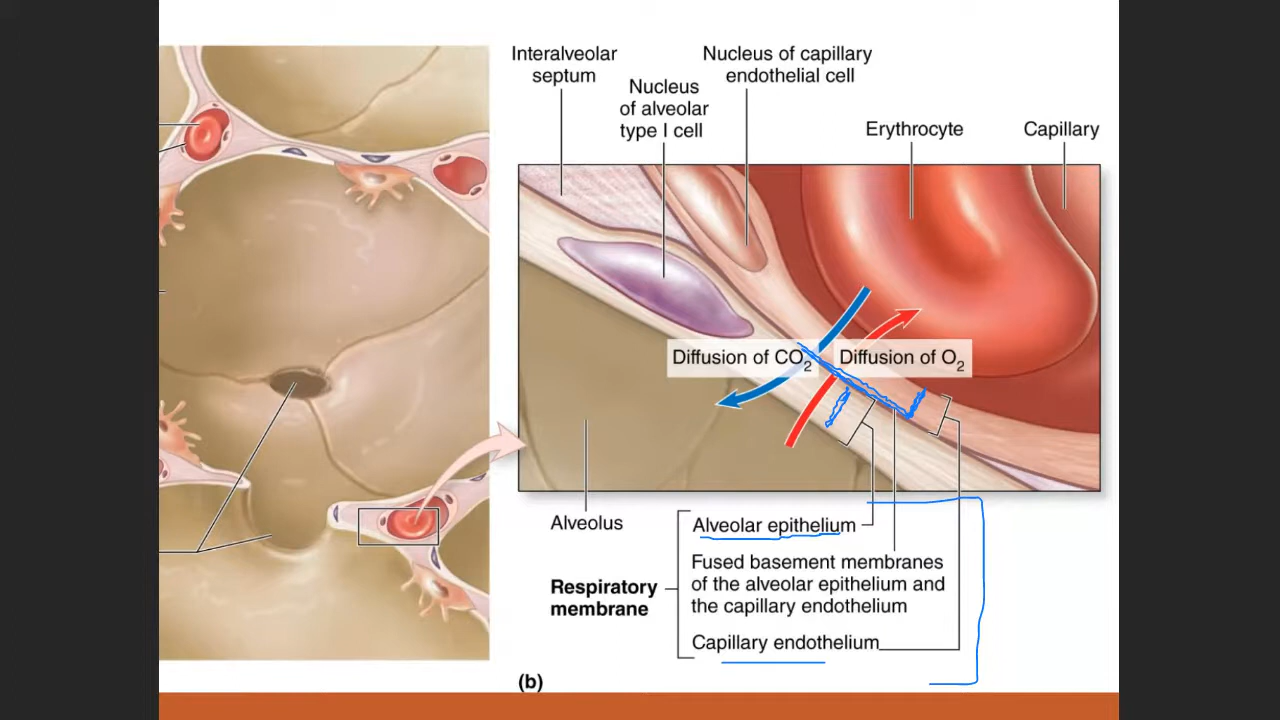 Interalveolar
septum
Nucleus
of alveolar
type I cell
Nucleus of capillary
endothelial cell
Erythrocyte
Capillary
Diffusion of CO2
Diffusion of O2
Alveolus
Respiratory
membrane
Alveolar epithelium
Fused basement membranes
of the alveolar epithelium and
the capillary endothelium
Capillary endothelium
(b)